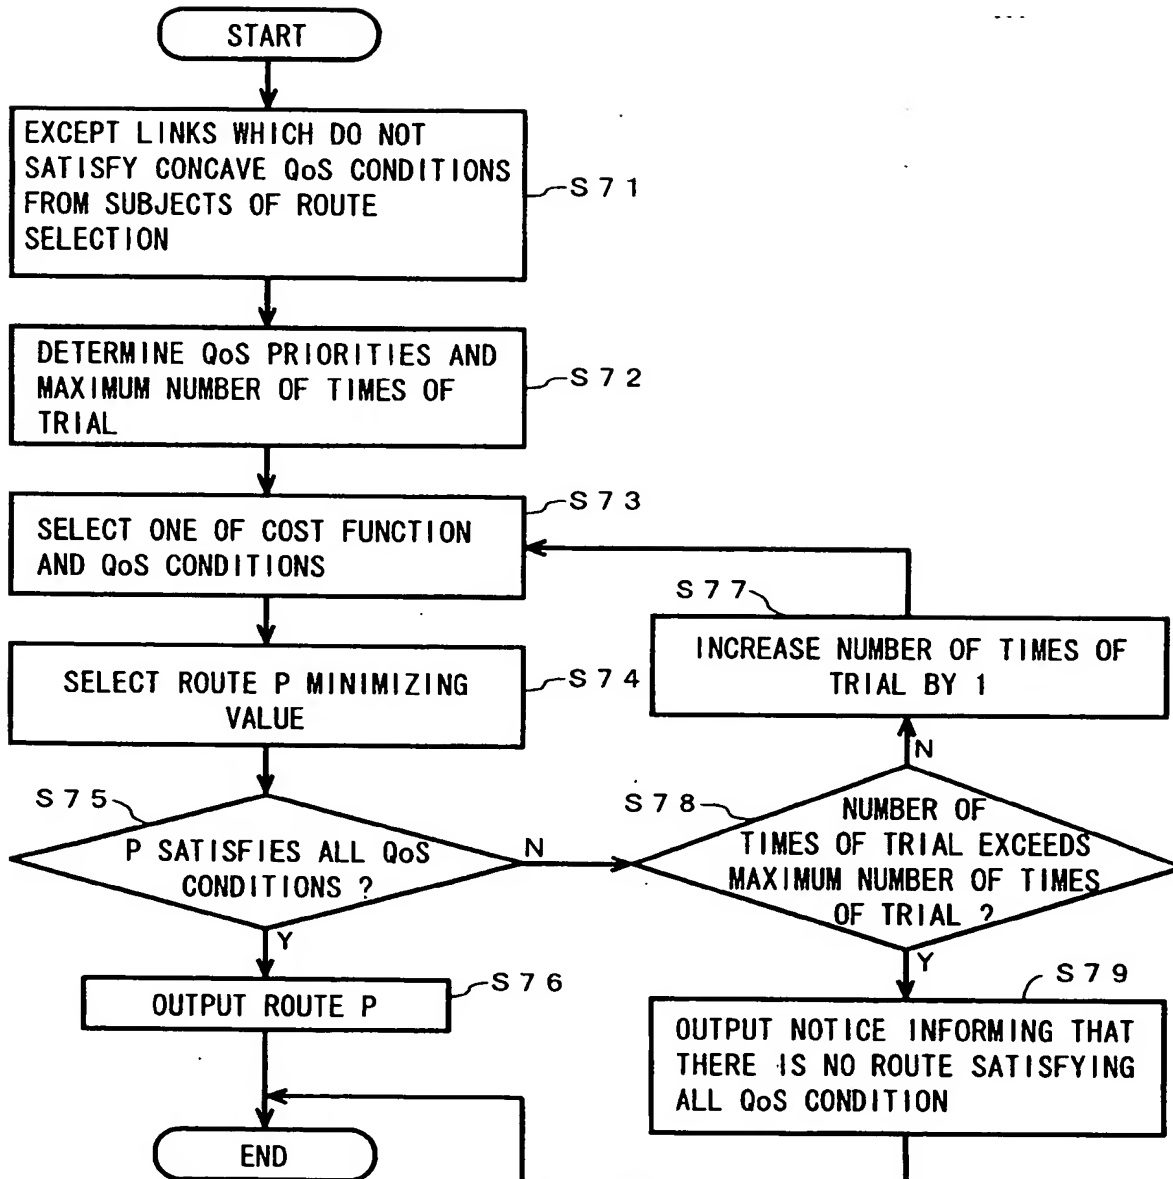 START
EXCEPT LINKS WHICH DO NOT
SATISFY CONCAVE QoS CONDITIONS
FROM SUBJECTS OF ROUTE
SELECTION
S71
DETERMINE QoS PRIORITIES AND
MAXIMUM NUMBER OF TIMES OF
TRIAL
S72
SELECT ONE OF COST FUNCTION
AND QoS CONDITIONS
S73
SELECT ROUTE P MINIMIZING
VALUE
S74
S75
P SATISFIES ALL QoS
CONDITIONS ?
N
Y
OUTPUT ROUTE P
S76
END
S77
INCREASE NUMBER OF TIMES OF
TRIAL BY 1
N
S78
NUMBER OF
TIMES OF TRIAL EXCEEDS
MAXIMUM NUMBER OF TIMES
OF TRIAL ?
Y
S79
OUTPUT NOTICE INFORMING THAT
THERE IS NO ROUTE SATISFYING
ALL QoS CONDITION